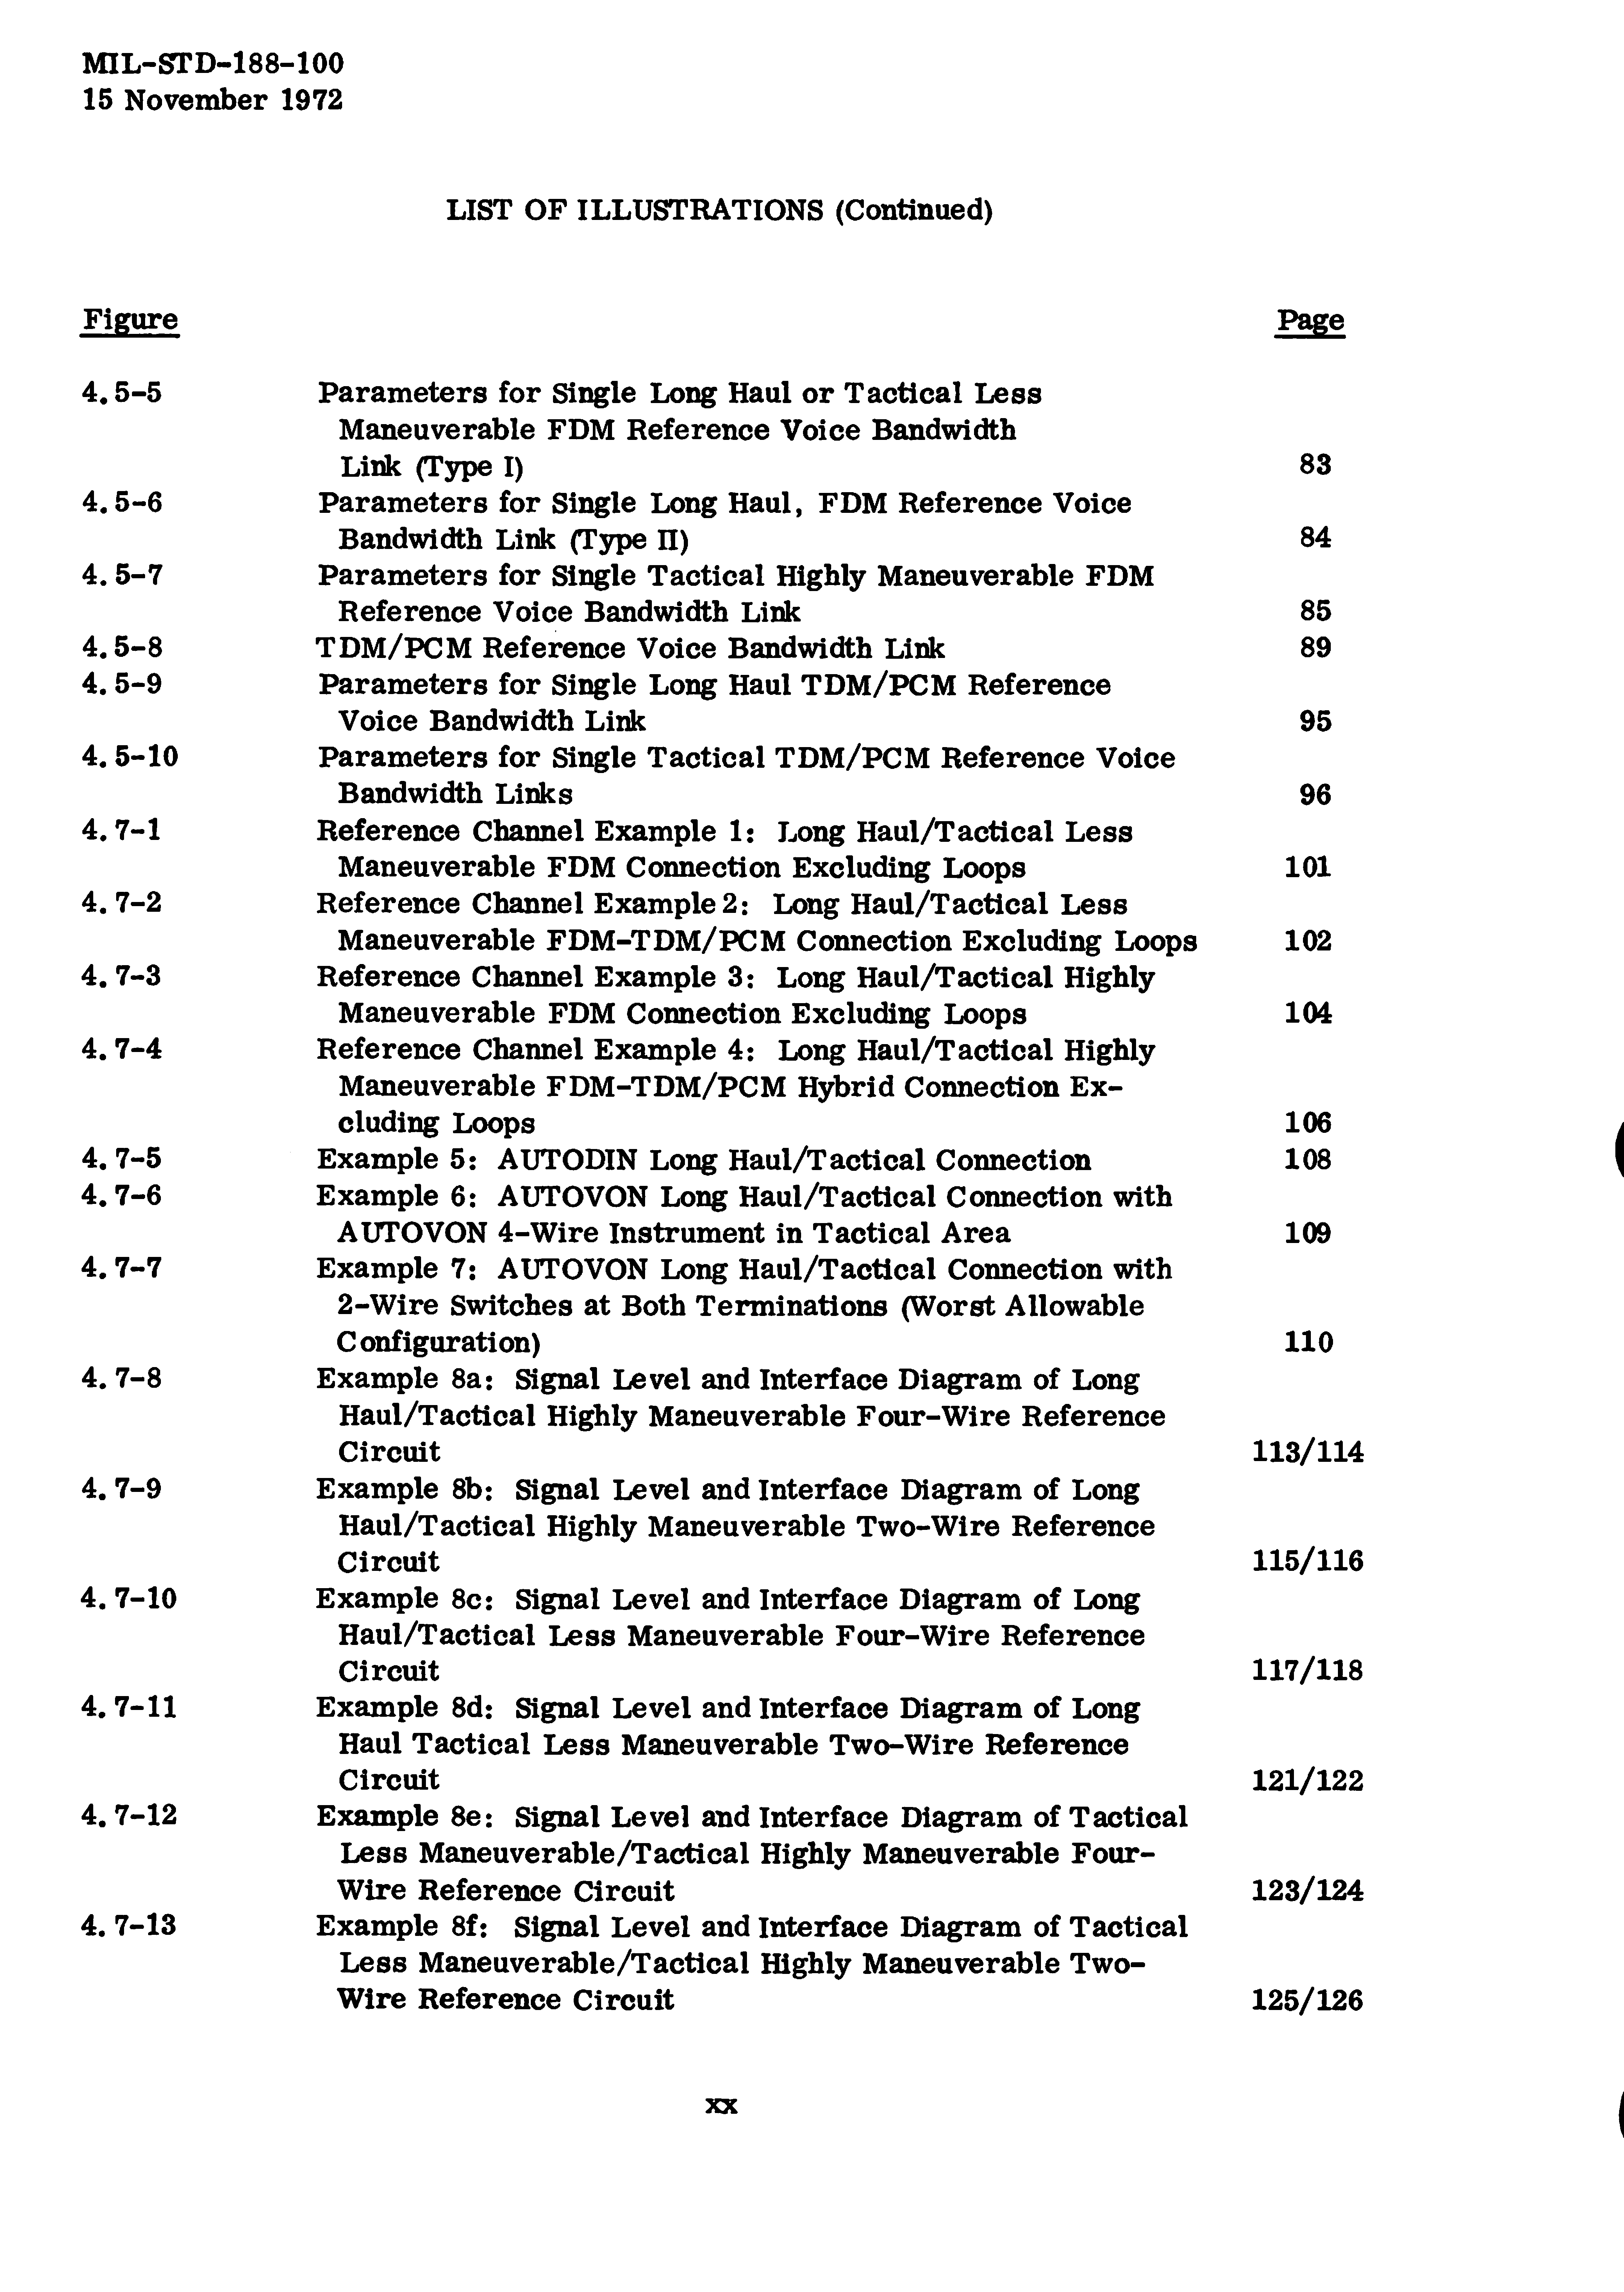 MIL-STD-188-100
15 November 1972
LIST OF ILLUSTRATIONS (Continued)
Figure Page
4.5-5 Parameters for Single Long Haul or Tactical Less
Maneuverable FDM Reference Voice Bandwidth
Link (Type I) 83
4.5-6 Parameters for Single Long Haul, FDM Reference Voice
Bandwidth Link (Type II) 84
4.5-7 Parameters for Single Tactical Highly Maneuverable FDM
Reference Voice Bandwidth Link 85
4.5-8 TDM/PCM Reference Voice Bandwidth Link 89
4.5-9 Parameters for Single Long Haul TDM/PCM Reference
Voice Bandwidth Link 95
4.5-10 Parameters for Single Tactical TDM/PCM Reference Voice
Bandwidth Links 96
4.7-1 Reference Channel Example 1: Long Haul/Tactical Less
Maneuverable FDM Connection Excluding Loops 101
4.7-2 Reference Channel Example 2: Long Haul/Tactical Less
Maneuverable FDM-TDM/PCM Connection Excluding Loops 102
4.7-3 Reference Channel Example 3: Long Haul/Tactical Highly
Maneuverable FDM Connection Excluding Loops 104
4.7-4 Reference Channel Example 4: Long Haul/Tactical Highly
Maneuverable FDM-TDM/PCM Hybrid Connection Ex-
cluding Loops 106
4.7-5 Example 5: AUTODIN Long Haul/Tactical Connection 108
4.7-6 Example 6: AUTOVON Long Haul/Tactical Connection with
AUTOVON 4-Wire Instrument in Tactical Area 109
4.7-7 Example 7: AUTOVON Long Haul/Tactical Connection with
2-Wire Switches at Both Terminations (Worst Allowable
Configuration) 110
4.7-8 Example 8a: Signal Level and Interface Diagram of Long
Haul/Tactical Highly Maneuverable Four-Wire Reference
Circuit 113/114
4.7-9 Example 8b: Signal Level and Interface Diagram of Long
Haul/Tactical Highly Maneuverable Two-Wire Reference
Circuit 115/116
4.7-10 Example 8c: Signal Level and Interface Diagram of Long
Haul/Tactical Less Maneuverable Four-Wire Reference
Circuit 117/118
4.7-11 Example 8d: Signal Level and Interface Diagram of Long
Haul Tactical Less Maneuverable Two-Wire Reference
Circuit 121/122
4.7-12 Example 8e: Signal Level and Interface Diagram of Tactical
Less Maneuverable/Tactical Highly Maneuverable Four-
Wire Reference Circuit 123/124
4.7-13 Example 8f: Signal Level and Interface Diagram of Tactical
Less Maneuverable/Tactical Highly Maneuverable Two-
Wire Reference Circuit 125/126
xx